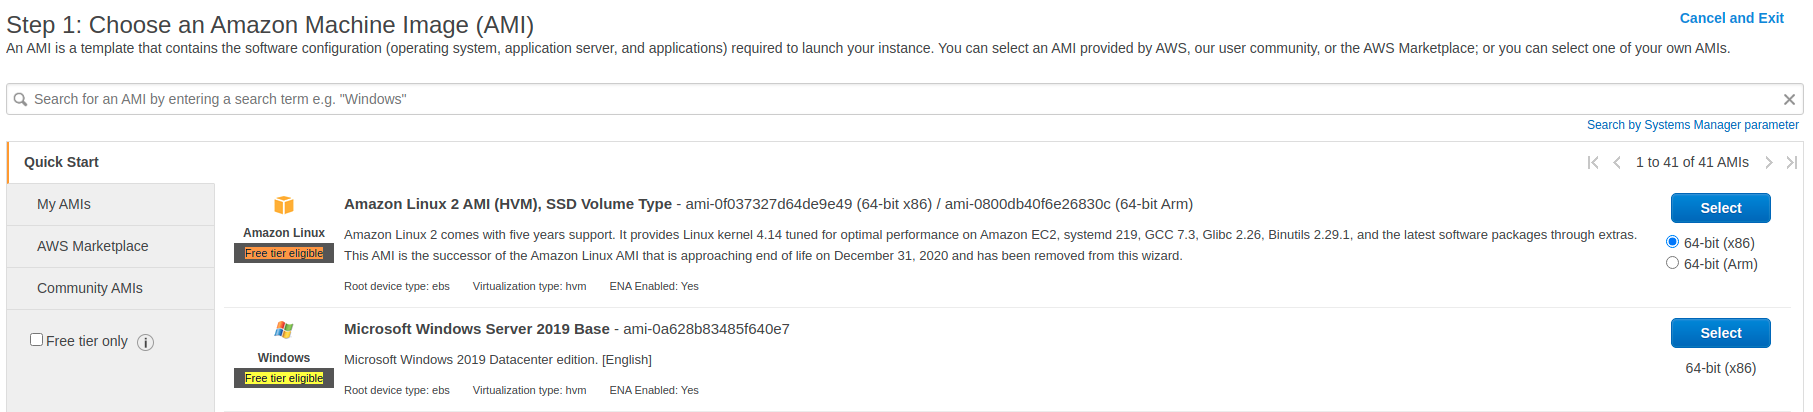 Step 1: Choose an Amazon Machine Image (AMI)
Cancel and Exit
An AMI is a template that contains the software configuration (operating system, application server, and applications) required to launch your instance. You can select an AMI provided by AWS, our user community, or the AWS Marketplace; or you can select one of your own AMIs.
Search for an AMI by entering a search term e.g. "Windows"
Search by Systems Manager parameter
Quick Start
1 to 41 of 41 AMIs
My AMIs
AWS Marketplace
Community AMIs
Free tier only
Amazon Linux
Free tier eligible
Amazon Linux 2 AMI (HVM), SSD Volume Type - ami-0f037327d64de9e49 (64-bit x86) / ami-0800db40f6e26830c (64-bit Arm)
Amazon Linux 2 comes with five years support. It provides Linux kernel 4.14 tuned for optimal performance on Amazon EC2, systemd 219, GCC 7.3, Glibc 2.26, Binutils 2.29.1, and the latest software packages through extras.
This AMI is the successor of the Amazon Linux AMI that is approaching end of life on December 31, 2020 and has been removed from this wizard.
Root device type: ebs Virtualization type: hvm ENA Enabled: Yes
Select
64-bit (x86)
64-bit (Arm)
Windows
Free tier eligible
Microsoft Windows Server 2019 Base - ami-0a628b83485f640e7
Microsoft Windows 2019 Datacenter edition. [English]
Root device type: ebs Virtualization type: hvm ENA Enabled: Yes
Select
64-bit (x86)